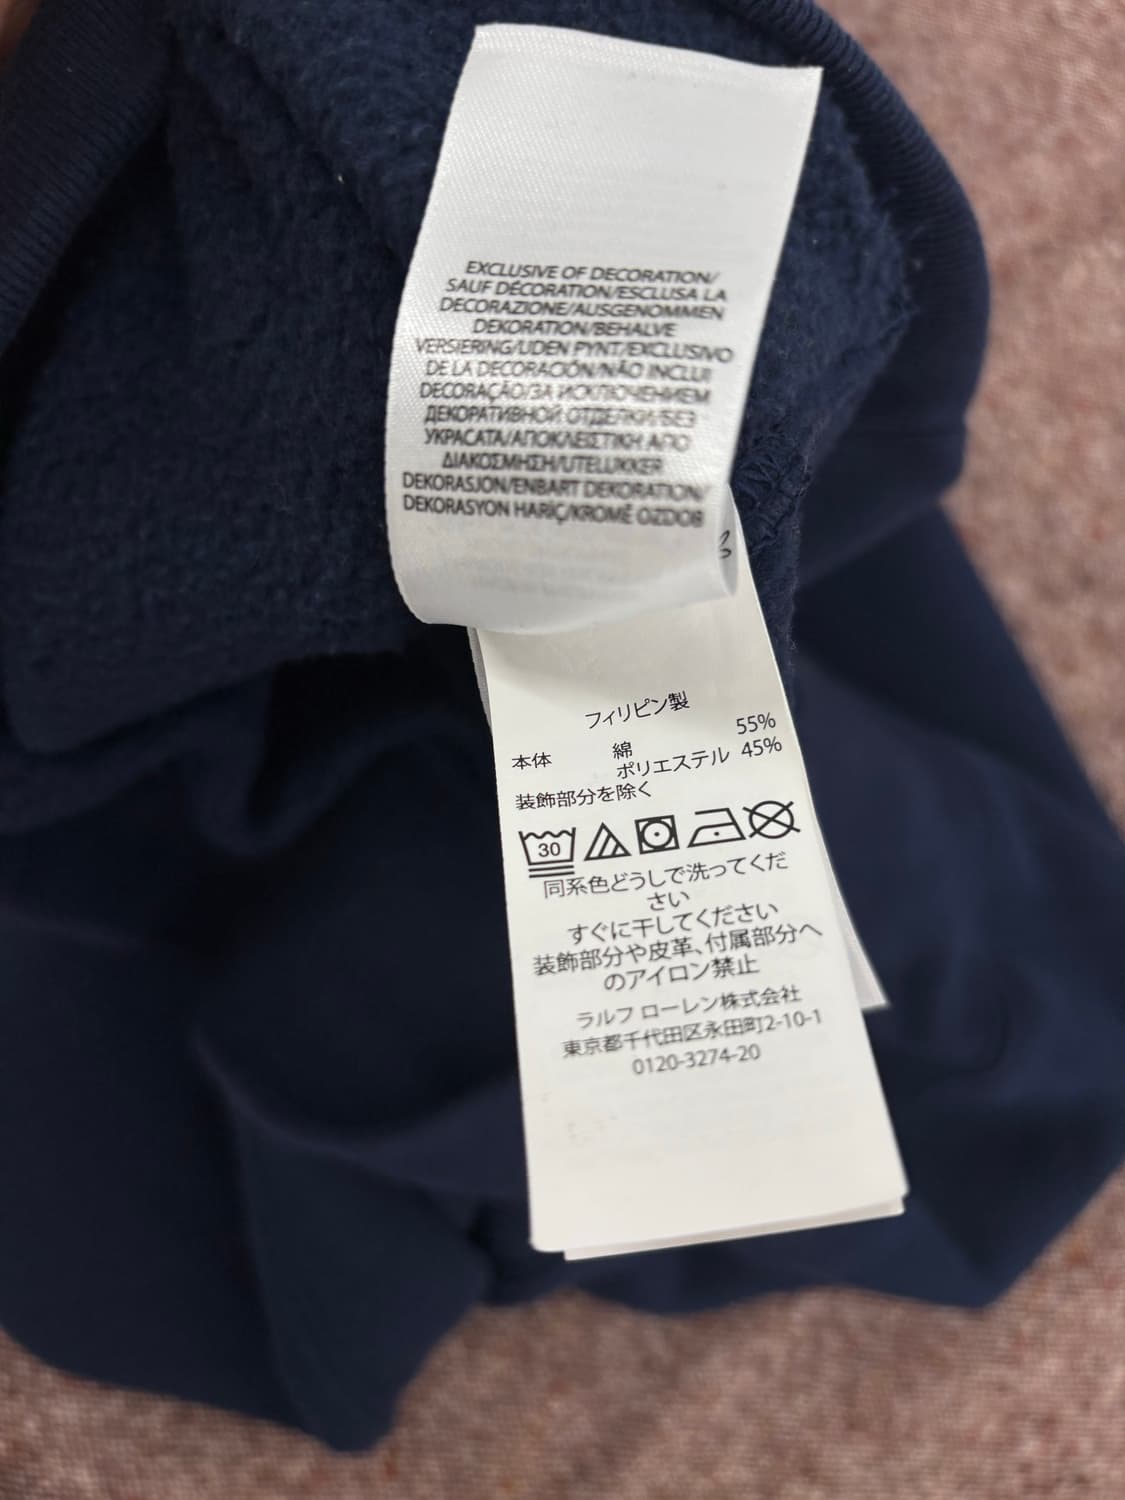 EXCLUSIVE OF DECORATION/
SAUF DÉCORATION/ESCLUSA LA
DECORAZIONE/AUSGENOMMEN
DEKORATION/BEHALVE
VERSIERING/UDEN PYNT/EXCLUSIVO
DE LA DECORACIÓN/NÃO INCLUI
DECORAÇÃO/ЗА ИСКЛЮЧЕНИЕМ
ДЕКОРАТИВНОЙ ОТДЕЛКИ/БЕЗ
УКРАСАТА/ΑΠΟΚΛΕΙΣΤΙΚΗ ΑΠΟ
ΔΙΑΚΟΣΜΗΣΗ/UTELUKKER
DEKORASJON/ENBART DEKORATION/
DEKORASYON HARİÇ/KROMĚ OZDOB
フィリピン製
本体 綿 55%
ポリエステル 45%
装飾部分を除く
30
同系色どうしで洗ってくだ
さい
すぐに干してください
装飾部分や皮革、付属部分へ
のアイロン禁止
ラルフ ローレン株式会社
東京都千代田区永田町2-10-1
0120-3274-20